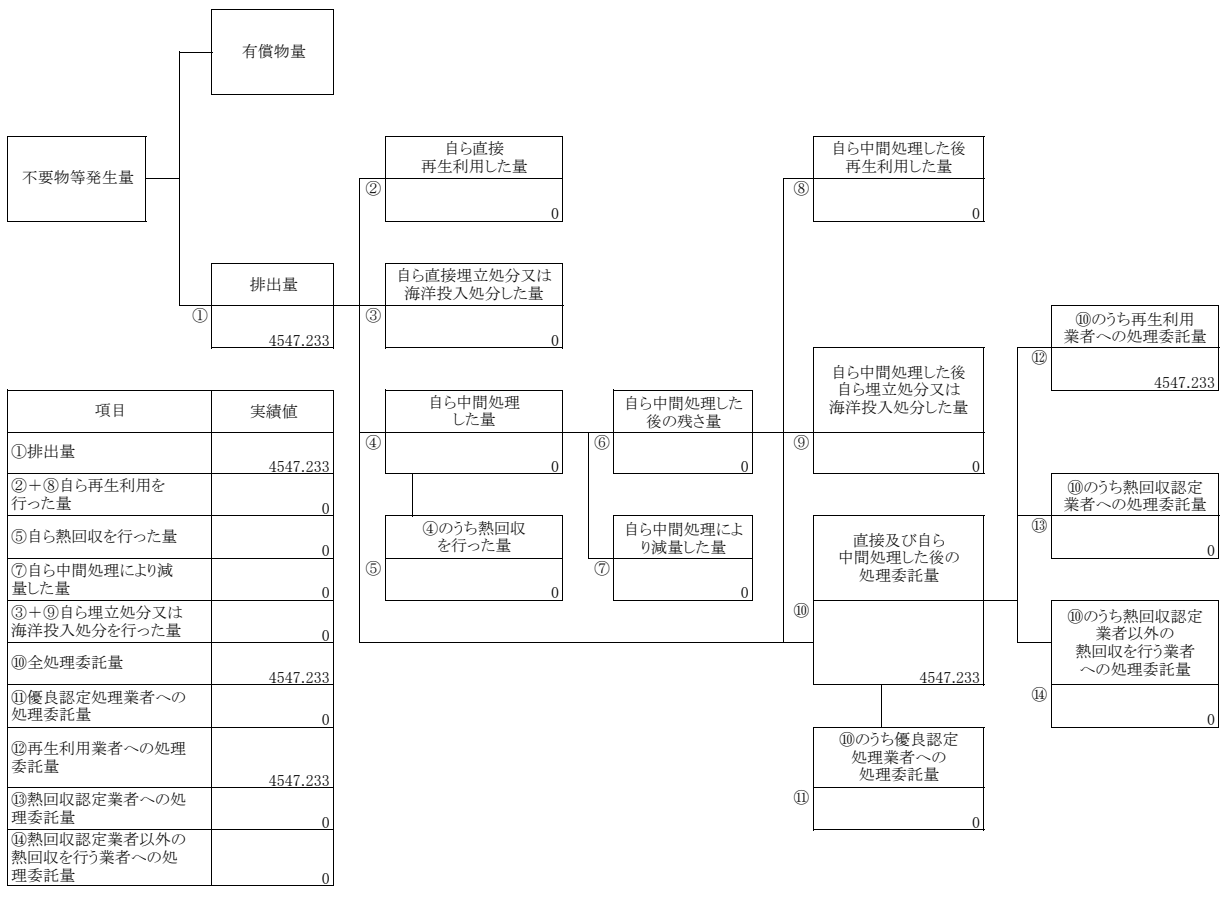 有償物量
不要物等発生量
自ら直接
再生利用した量
②
0
自ら中間処理した後
再生利用した量
⑧
0
排出量
①
4547.233
自ら直接埋立処分又は
海洋投入処分した量
③
0
⑩のうち再生利用
業者への処理委託量
⑫
4547.233
自ら中間処理した後
自ら埋立処分又は
海洋投入処分した量
⑨
0
自ら中間処理
した量
④
0
自ら中間処理した
後の残さ量
⑥
0
④のうち熱回収
を行った量
⑤
0
自ら中間処理によ
り減量した量
⑦
0
直接及び自ら
中間処理した後の
処理委託量
⑩
4547.233
⑩のうち熱回収認定
業者への処理委託量
⑬
0
⑩のうち熱回収認定
業者以外の
熱回収を行う業者
への処理委託量
⑭
0
⑩のうち優良認定
処理業者への
処理委託量
⑪
0
項目 実績値
①排出量
4547.233
②＋⑧自ら再生利用を
行った量
0
⑤自ら熱回収を行った量
0
⑦自ら中間処理により減
量した量
0
③＋⑨自ら埋立処分又は
海洋投入処分を行った量
0
⑩全処理委託量
4547.233
⑪優良認定処理業者への
処理委託量
0
⑫再生利用業者への処理
委託量
4547.233
⑬熱回収認定業者への処
理委託量
0
⑭熱回収認定業者以外の
熱回収を行う業者への処
理委託量
0